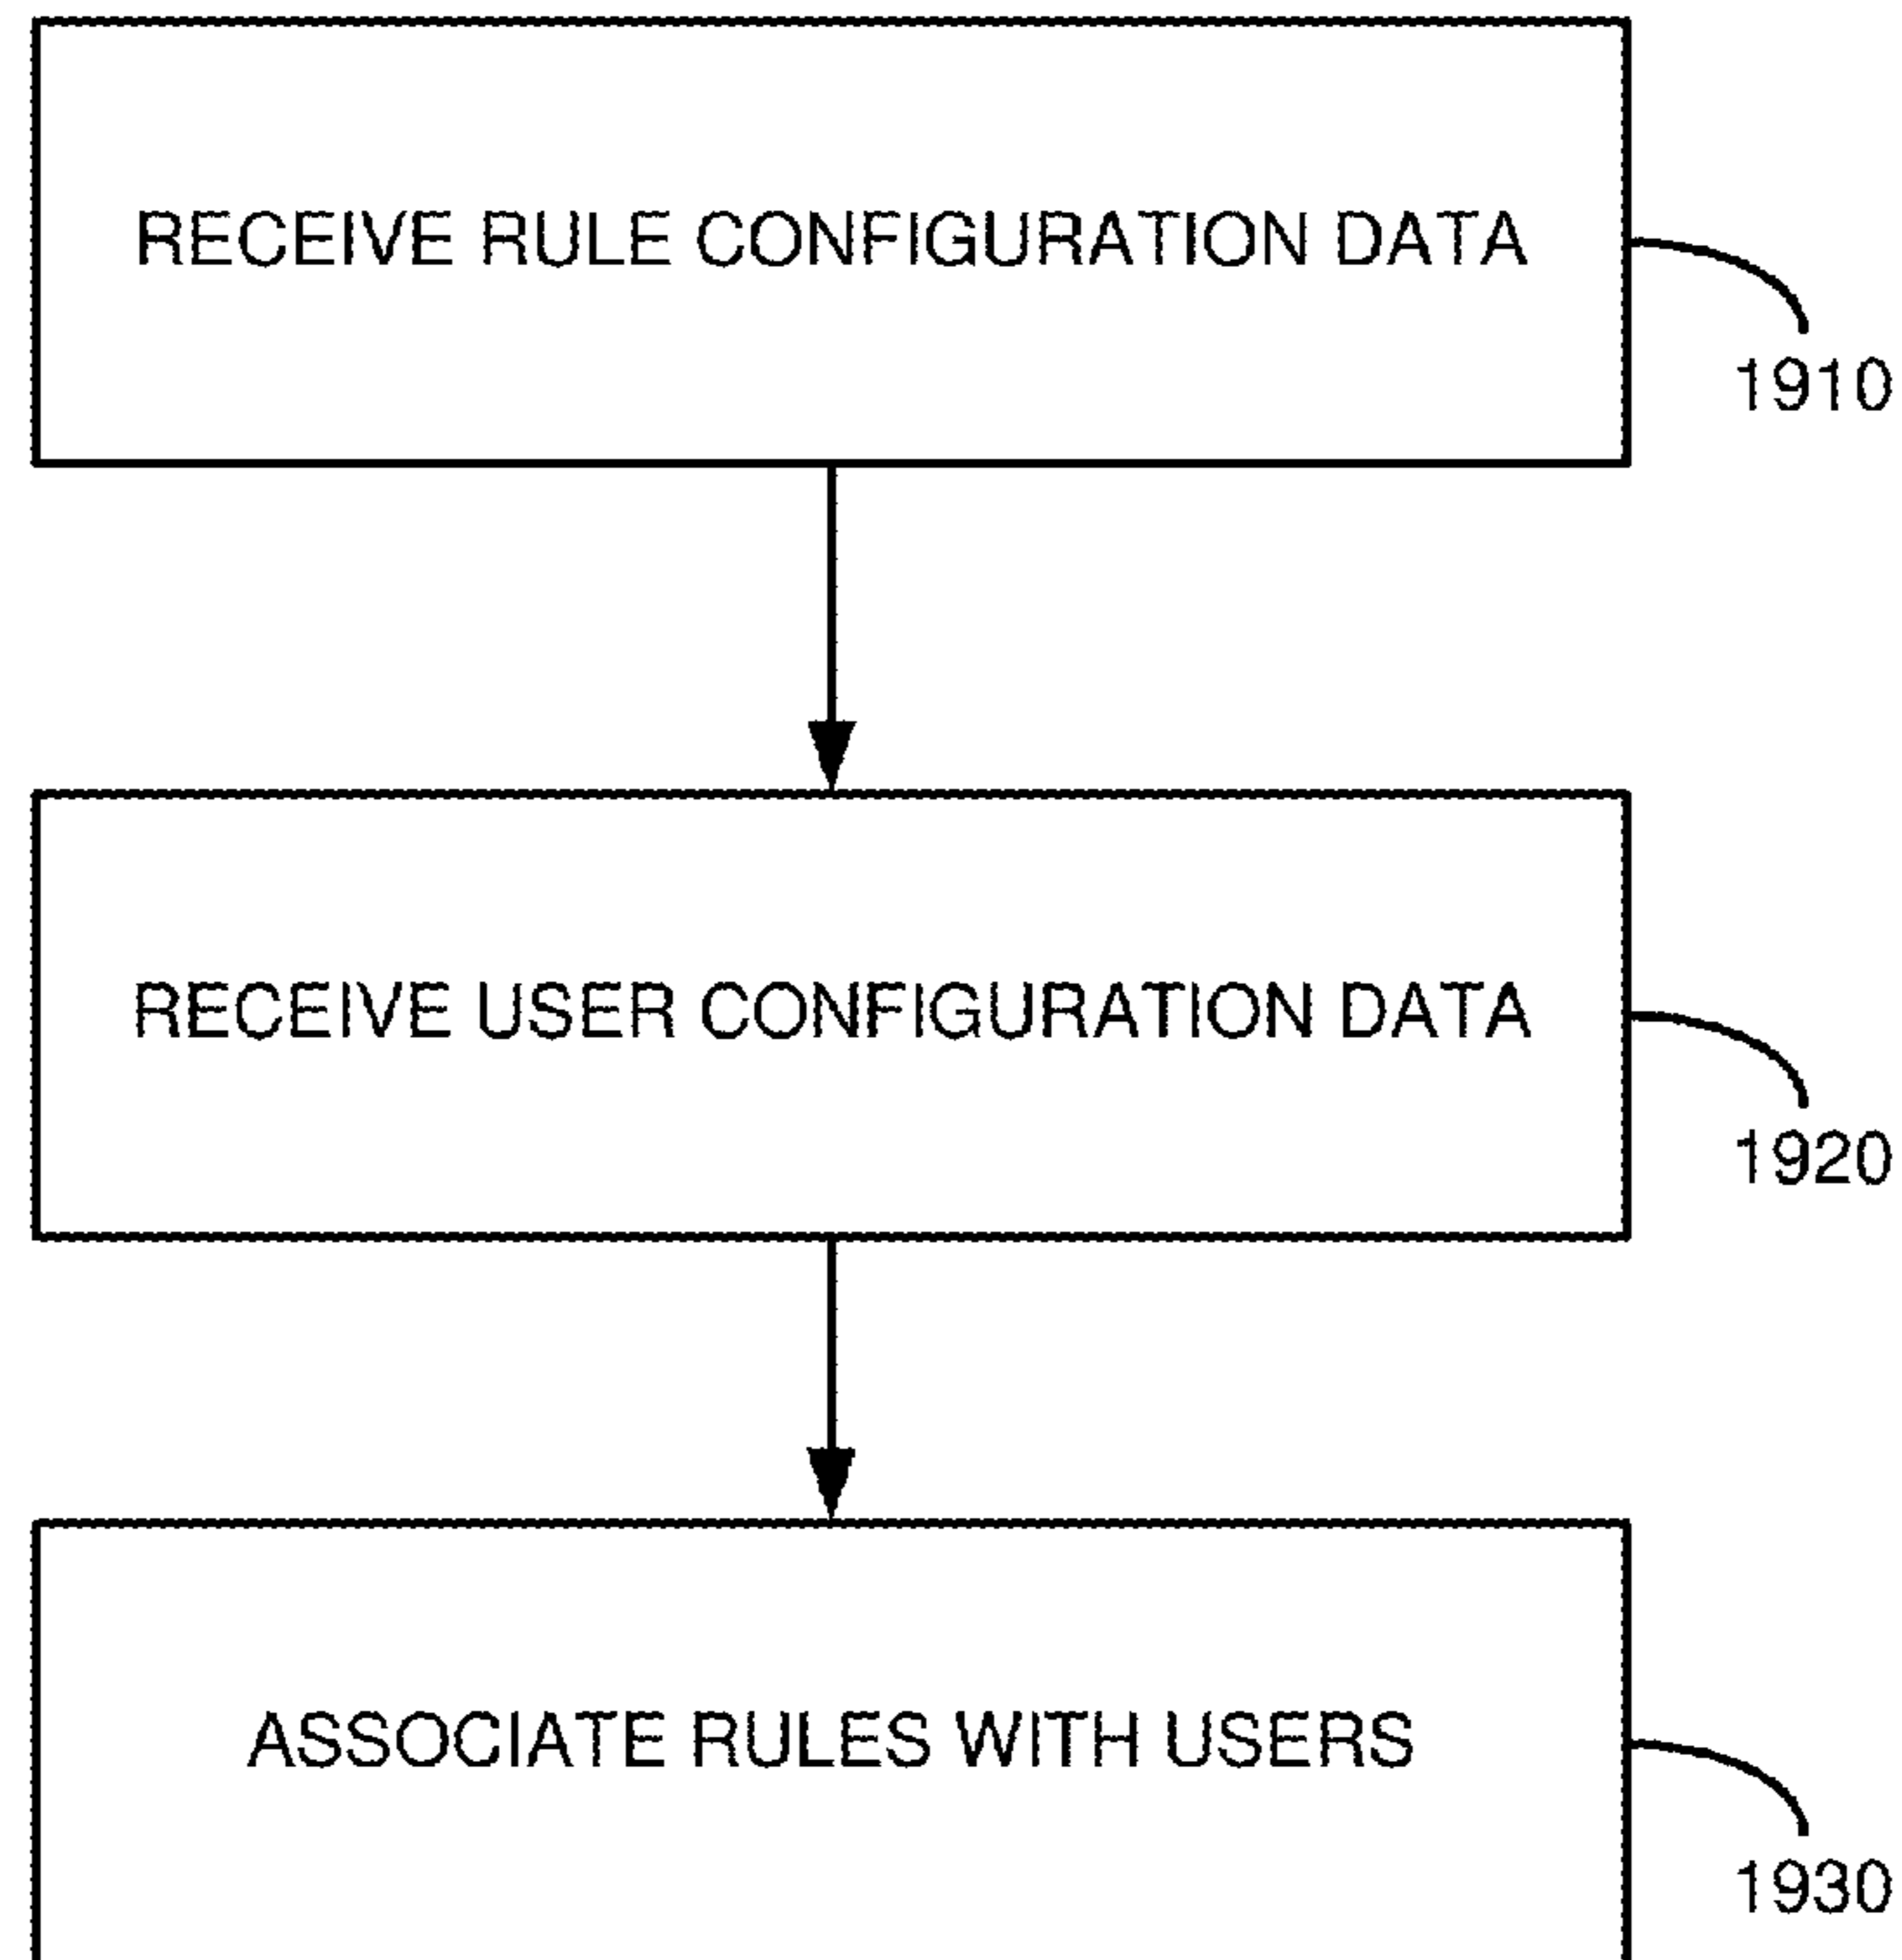 RECEIVE RULE CONFIGURATION DATA
1910
RECEIVE USER CONFIGURATION DATA
1920
ASSOCIATE RULES WITH USERS
1930